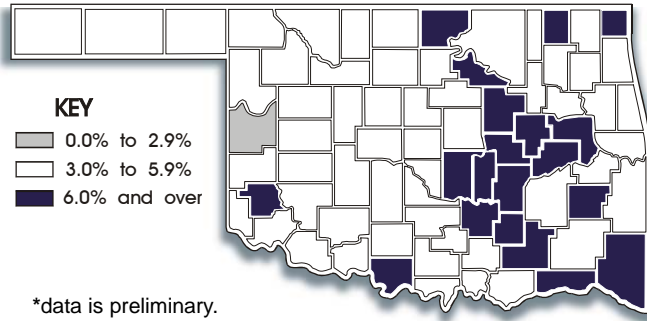 KEY
0.0% to 2.9%
3.0% to 5.9%
6.0% and over
*data is preliminary.